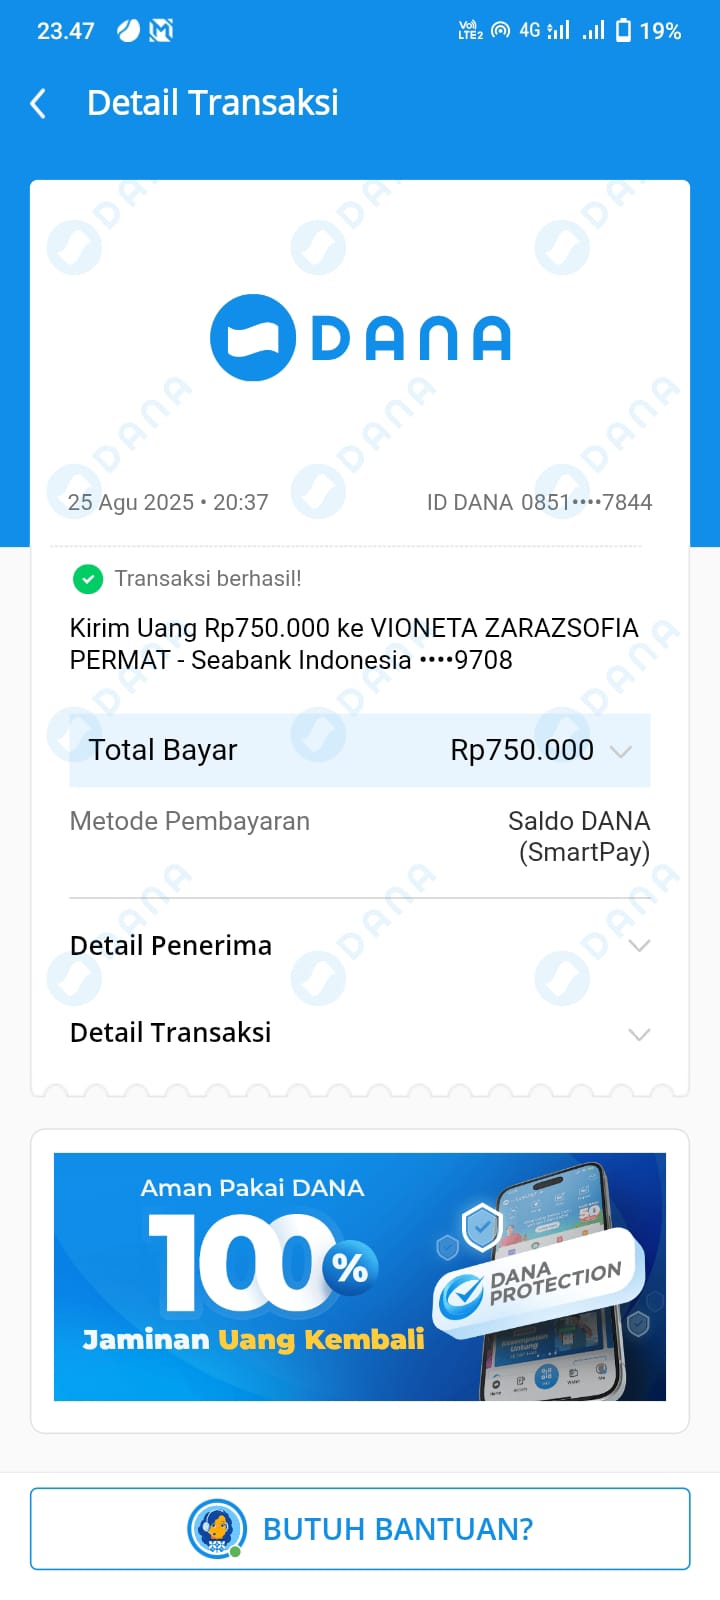 23.47 Vo)) LTE2 4G 19%
Detail Transaksi
DANA
25 Agu 2025 • 20:37 ID DANA 0851••••7844
Transaksi berhasil!
Kirim Uang Rp750.000 ke VIONETA ZARAZSOFIA
PERMAT - Seabank Indonesia ••••9708
Total Bayar Rp750.000
Metode Pembayaran Saldo DANA
(SmartPay)
Detail Penerima
Detail Transaksi
Aman Pakai DANA
100%
Jaminan Uang Kembali
DANA
PROTECTION
BUTUH BANTUAN?